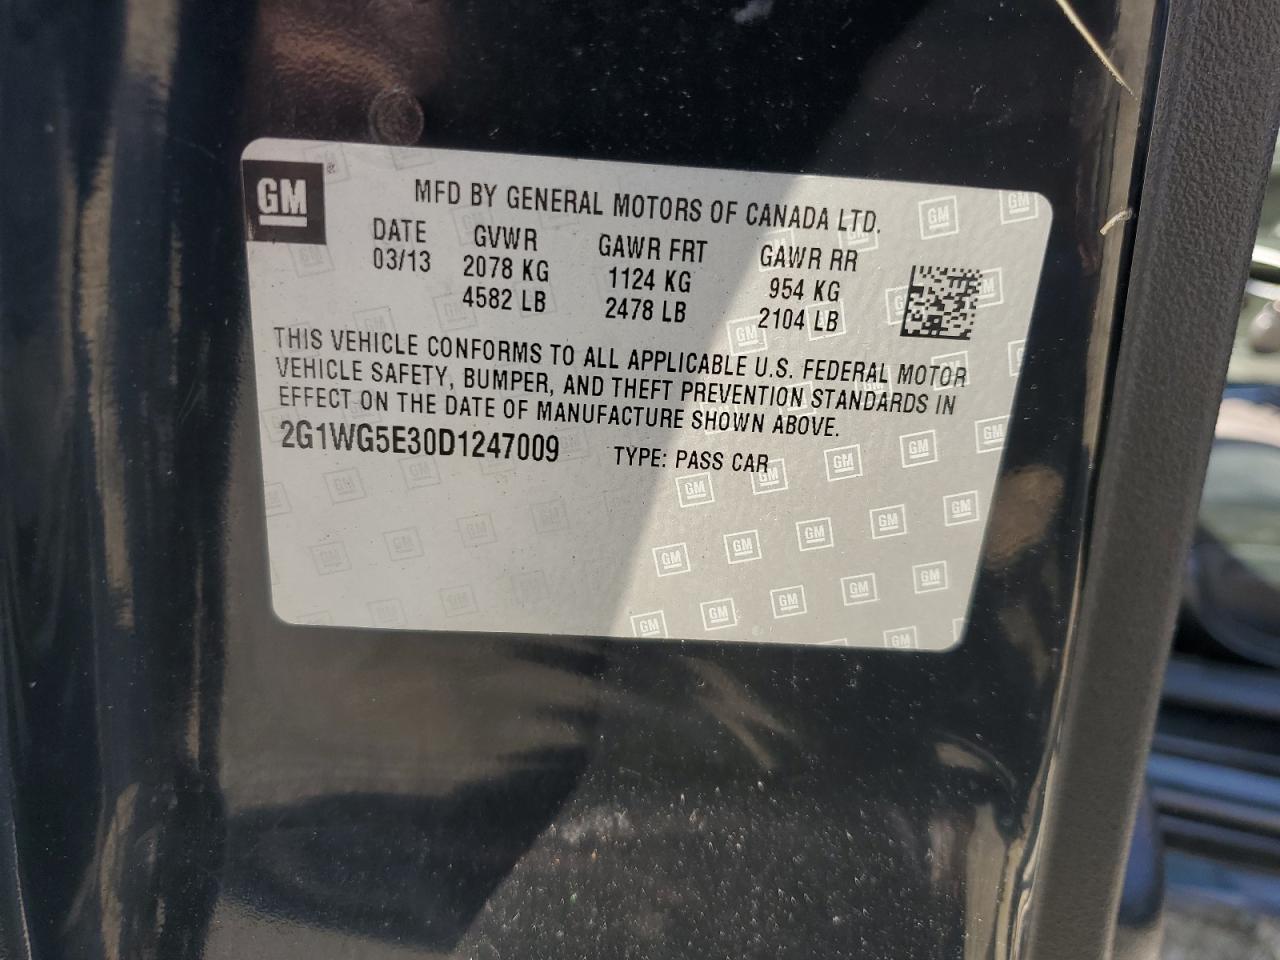 GM
MFD BY GENERAL MOTORS OF CANADA LTD.
DATE GVWR GAWR FRT GAWR RR
03/13 2078 KG 1124 KG 954 KG
4582 LB 2478 LB 2104 LB
THIS VEHICLE CONFORMS TO ALL APPLICABLE U.S. FEDERAL MOTOR
VEHICLE SAFETY, BUMPER, AND THEFT PREVENTION STANDARDS IN
EFFECT ON THE DATE OF MANUFACTURE SHOWN ABOVE.
2G1WG5E30D1247009 TYPE: PASS CAR